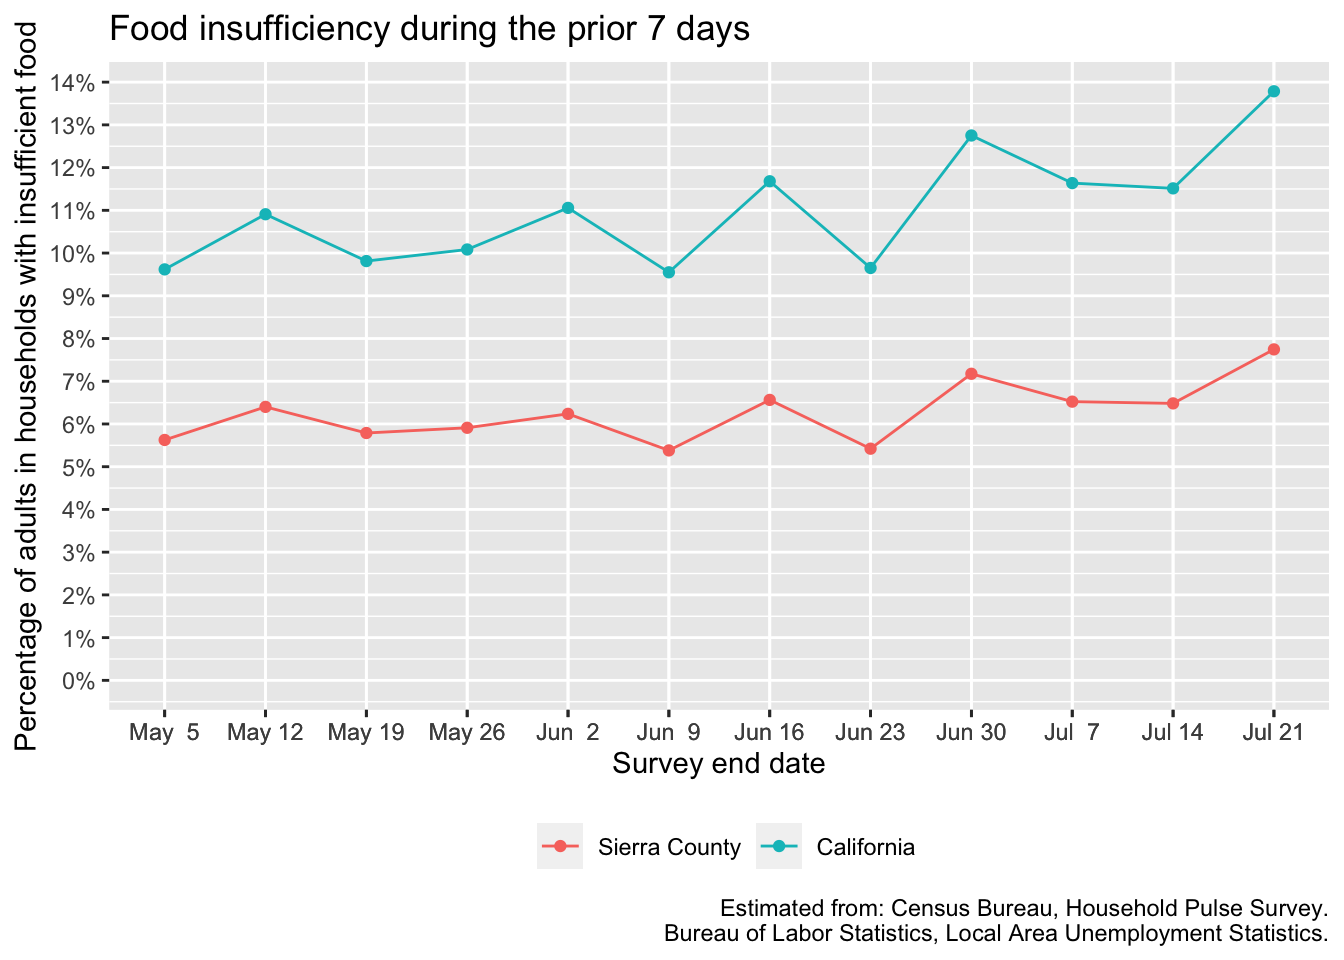 Food insufficiency during the prior 7 days
Percentage of adults in households with insufficient food
14%
13%
12%
11%
10%
9%
8%
7%
6%
5%
4%
3%
2%
1%
0%
May  5 May 12 May 19 May 26 Jun  2 Jun  9 Jun 16 Jun 23 Jun 30 Jul  7 Jul 14 Jul 21
Survey end date
Sierra County California
Estimated from: Census Bureau, Household Pulse Survey.
Bureau of Labor Statistics, Local Area Unemployment Statistics.